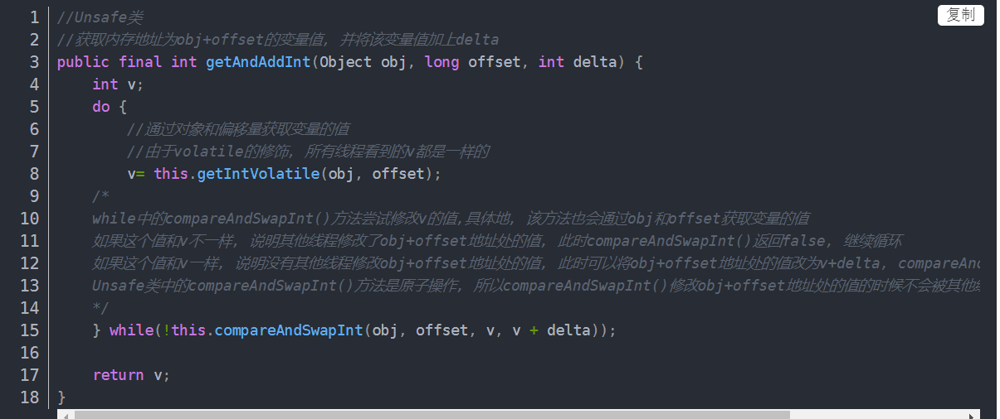 复制
1 //Unsafe类
2 //获取内存地址为obj+offset的变量值, 并将该变量值加上delta
3 public final int getAndAddInt(Object obj, long offset, int delta) {
4     int v;
5     do {
6         //通过对象和偏移量获取变量的值
7         //由于volatile的修饰, 所有线程看到的v都是一样的
8         v= this.getIntVolatile(obj, offset);
9     /*
10     while中的compareAndSwapInt()方法尝试修改v的值,具体地, 该方法也会通过obj和offset获取变量的值
11     如果这个值和v不一样, 说明其他线程修改了obj+offset地址处的值, 此时compareAndSwapInt()返回false, 继续循环
12     如果这个值和v一样, 说明没有其他线程修改obj+offset地址处的值, 此时可以将obj+offset地址处的值改为v+delta, compareAnd
13     Unsafe类中的compareAndSwapInt()方法是原子操作, 所以compareAndSwapInt()修改obj+offset地址处的值的时候不会被其他
14     */
15     } while(!this.compareAndSwapInt(obj, offset, v, v + delta));
16
17     return v;
18 }